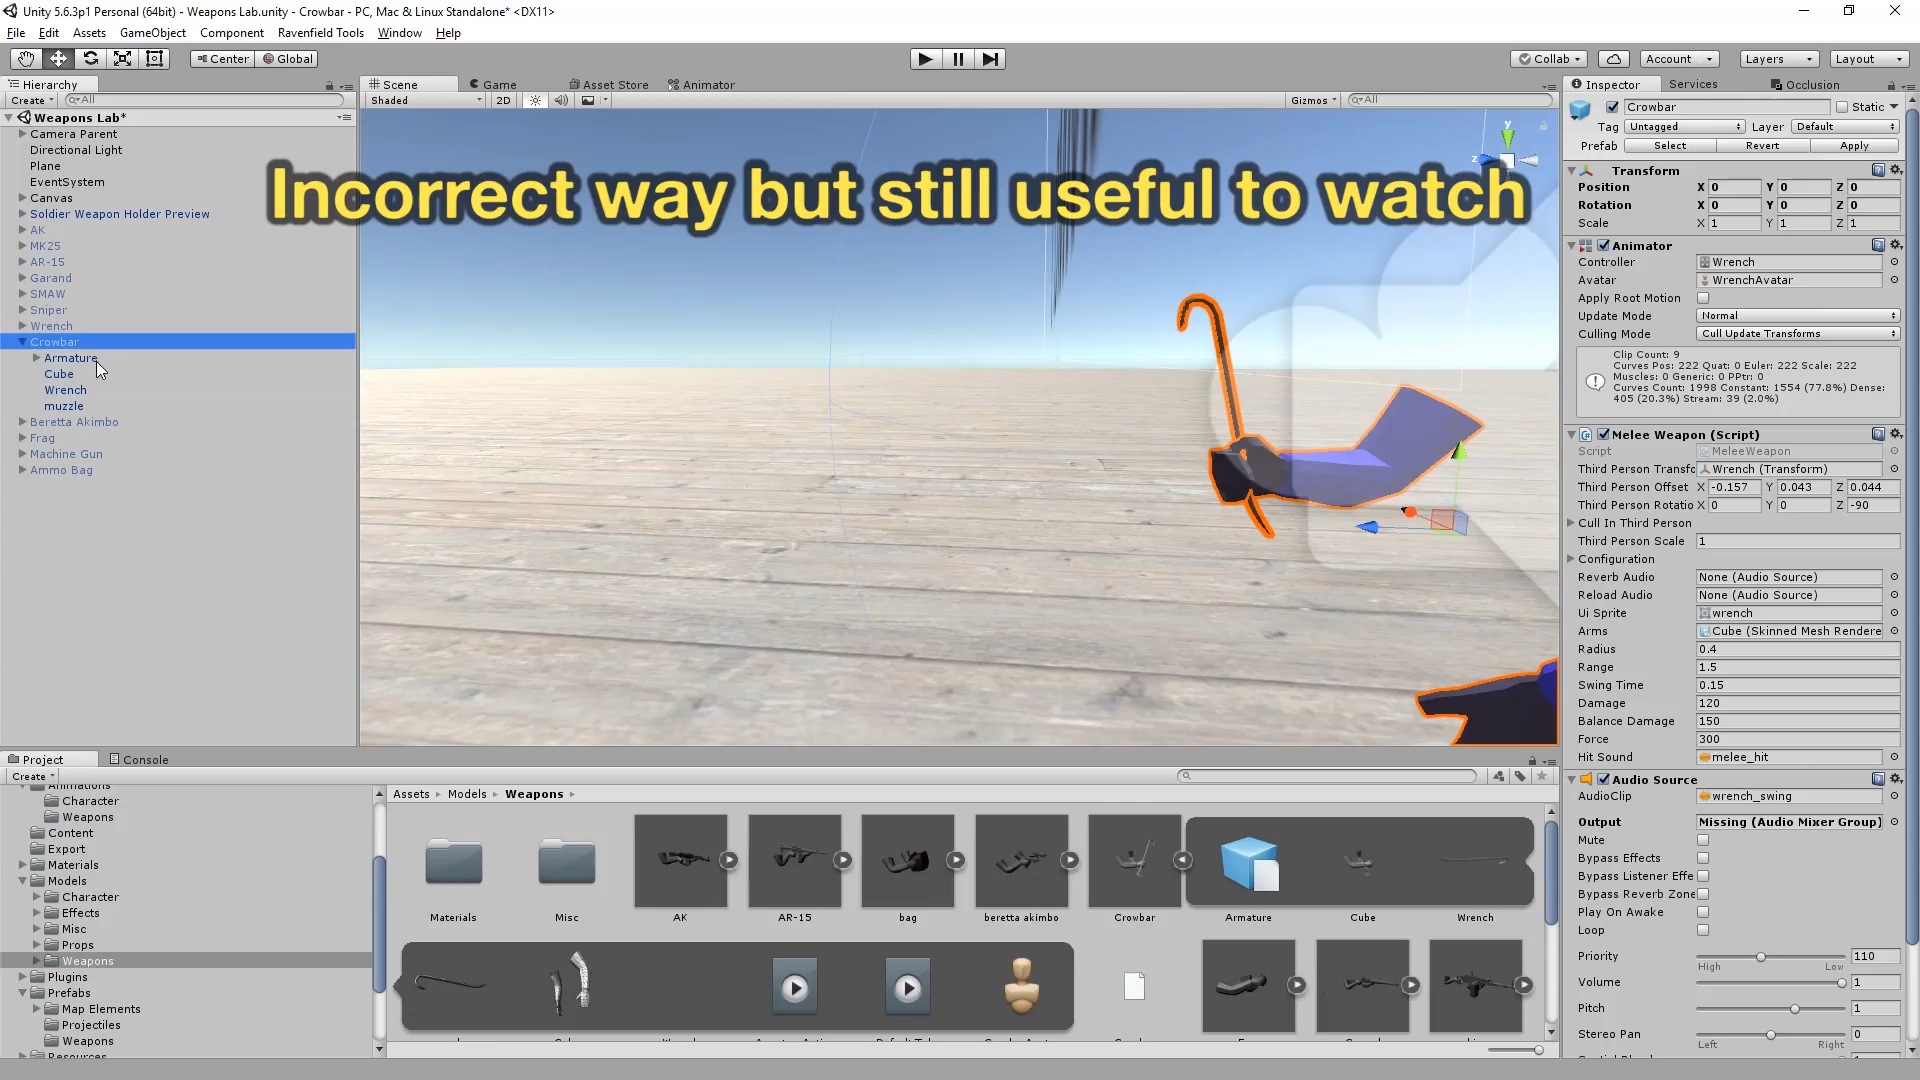 Unity 5.6.3p1 Personal (64bit) - Weapons Lab.unity - Crowbar - PC, Mac & Linux Standalone* <DX11>
File Edit Assets GameObject Component Ravenfield Tools Window Help
Center Global
Collab Account Layers Layout
Hierarchy
Create All
Weapons Lab*
Camera Parent
Directional Light
Plane
EventSystem
Canvas
Soldier Weapon Holder Preview
AK
MK25
AR-15
Garand
SMAW
Sniper
Wrench
Crowbar
Armature
Cube
Wrench
muzzle
Beretta Akimbo
Frag
Machine Gun
Ammo Bag
Scene Game Asset Store Animator
Shaded 2D Gizmos All
Incorrect way but still useful to watch
y
z
Inspector Services Occlusion
Crowbar Static
Tag Untagged Layer Default
Prefab Select Revert Apply
Transform
Position X 0 Y 0 Z 0
Rotation X 0 Y 0 Z 0
Scale X 1 Y 1 Z 1
Animator
Controller Wrench
Avatar WrenchAvatar
Apply Root Motion
Update Mode Normal
Culling Mode Cull Update Transforms
Clip Count: 9
Curves Pos: 222 Quat: 0 Euler: 222 Scale: 222
Muscles: 0 Generic: 0 PPtr: 0
Curves Count: 1998 Constant: 1554 (77.8%) Dense:
405 (20.3%) Stream: 39 (2.0%)
Melee Weapon (Script)
Script MeleeWeapon
Third Person Transfo Wrench (Transform)
Third Person Offset X -0.157 Y 0.043 Z 0.044
Third Person Rotatio X 0 Y 0 Z -90
Cull In Third Person
Third Person Scale 1
Configuration
Reverb Audio None (Audio Source)
Reload Audio None (Audio Source)
Ui Sprite wrench
Arms Cube (Skinned Mesh Rendere
Radius 0.4
Range 1.5
Swing Time 0.15
Damage 120
Balance Damage 150
Force 300
Hit Sound melee_hit
Audio Source
AudioClip wrench_swing
Output Missing (Audio Mixer Group)
Mute
Bypass Effects
Bypass Listener Effe
Bypass Reverb Zone
Play On Awake
Loop
Priority 110
High Low
Volume 1
Pitch 1
Stereo Pan 0
Left Right
Project Console
Create
Animations
Character
Weapons
Content
Export
Materials
Models
Character
Effects
Misc
Props
Weapons
Plugins
Prefabs
Map Elements
Projectiles
Weapons
Resources
Assets Models Weapons
Materials Misc AK AR-15 bag beretta akimbo Crowbar Armature Cube Wrench